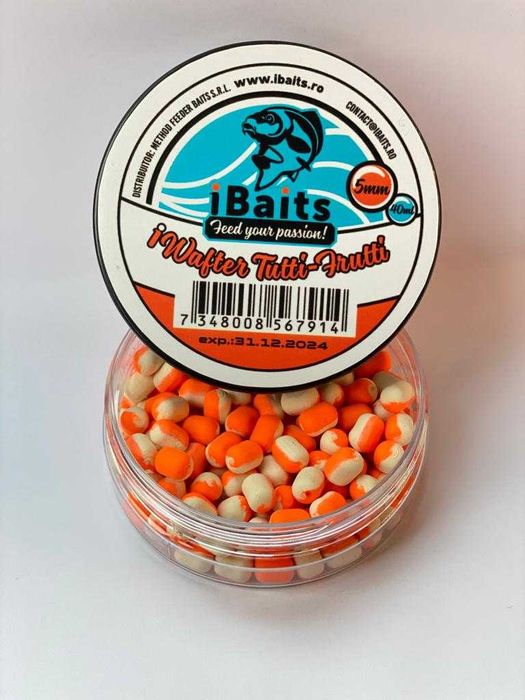 www.ibaits.ro
DISTRIBUITOR: METHOD FEEDER BAITS S.R.L.
CONTACT@IBAITS.RO
5mm
40ml
iBaits
Feed your passion!
iWafter Tutti-Frutti
7 348008 567914
exp.:31.12.2024